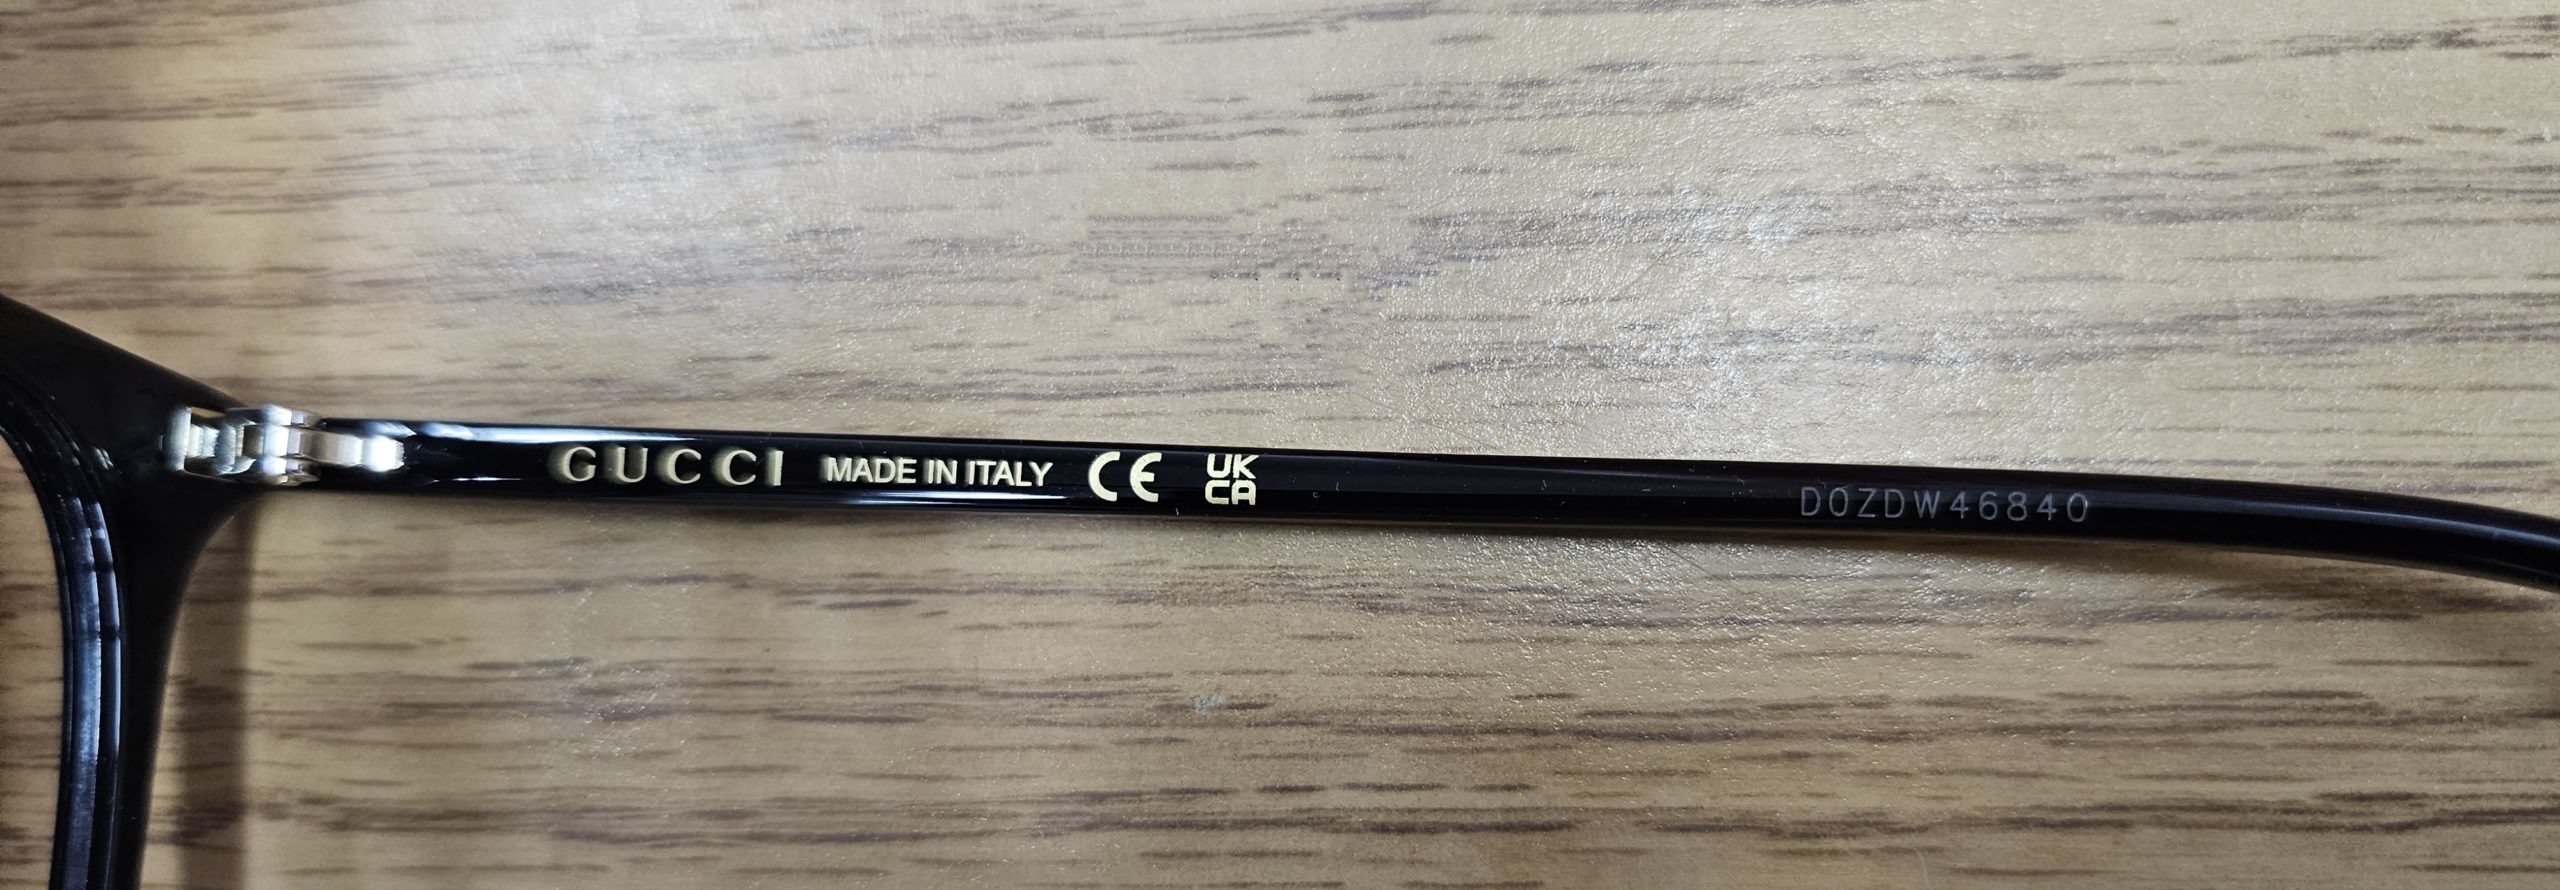 GUCCI MADE IN ITALY CE UK CA D0ZDW46840